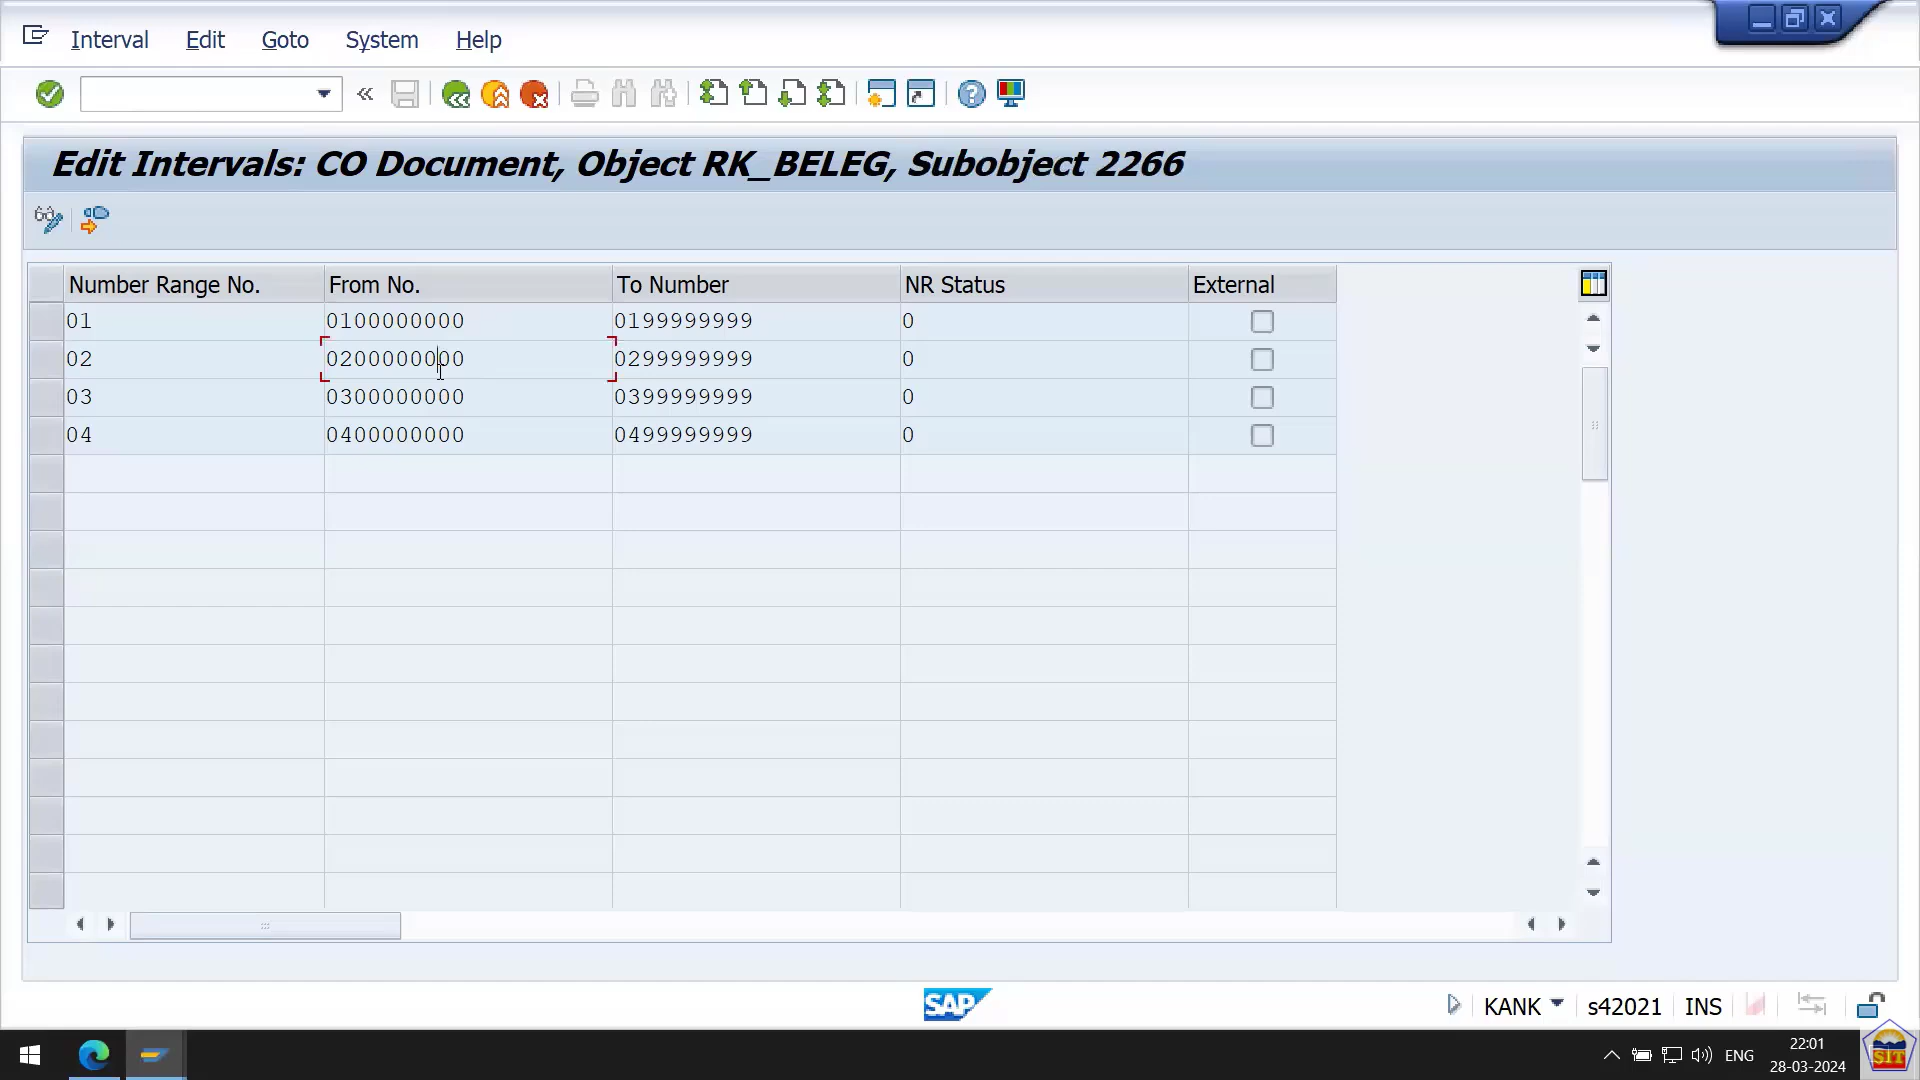 Interval Edit Goto System Help
Edit Intervals: CO Document, Object RK_BELEG, Subobject 2266
Number Range No. From No. To Number NR Status External
01 0100000000 0199999999 0
02 0200000000 0299999999 0
03 0300000000 0399999999 0
04 0400000000 0499999999 0
SAP
KANK s42021 INS
ENG
22:01
28-03-2024
SIT